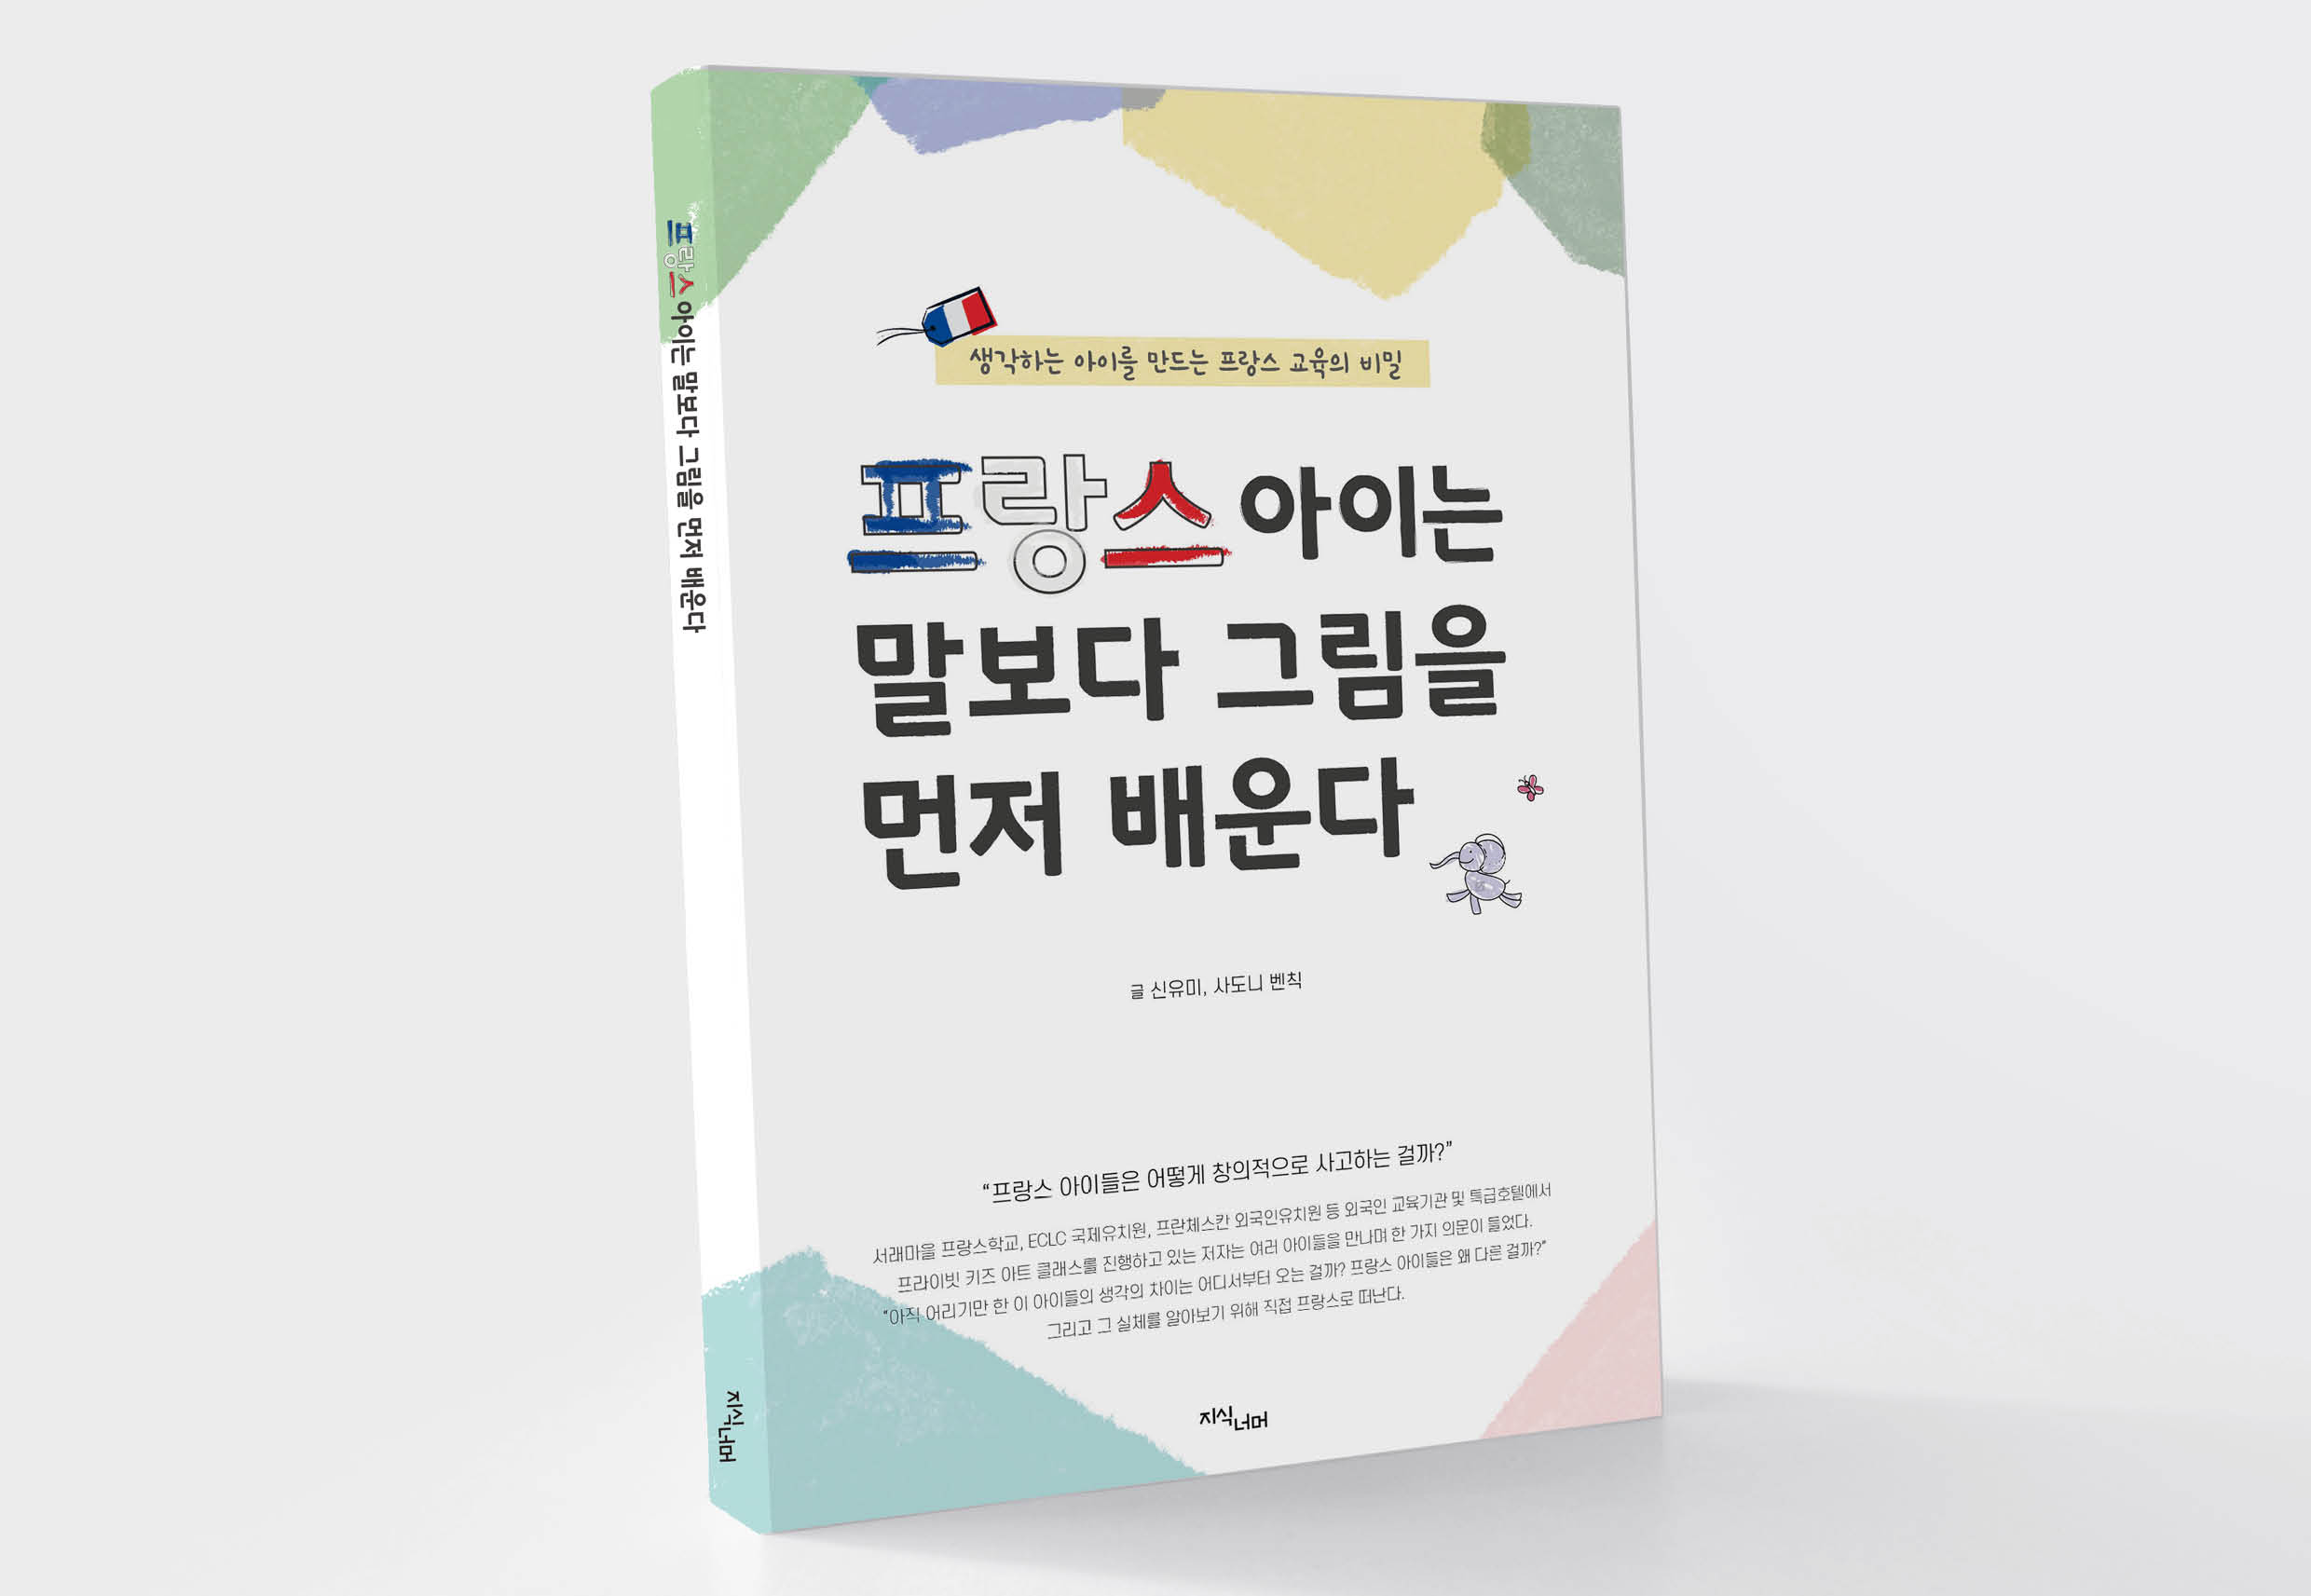 프랑스 아이는 말보다 그림을 먼저 배운다
지식너머
생각하는 아이를 만드는 프랑스 교육의 비밀
프랑스 아이는
말보다 그림을
먼저 배운다
글 신유미, 사도니 벤칙
“프랑스 아이들은 어떻게 창의적으로 사고하는 걸까?”
서래마을 프랑스학교, ECLC 국제유치원, 프란체스칸 외국인유치원 등 외국인 교육기관 및 특급호텔에서
프라이빗 키즈 아트 클래스를 진행하고 있는 저자는 여러 아이들을 만나며 한 가지 의문이 들었다.
“아직 어리기만 한 이 아이들의 생각의 차이는 어디서부터 오는 걸까? 프랑스 아이들은 왜 다른 걸까?”
그리고 그 실체를 알아보기 위해 직접 프랑스로 떠난다.
지식너머